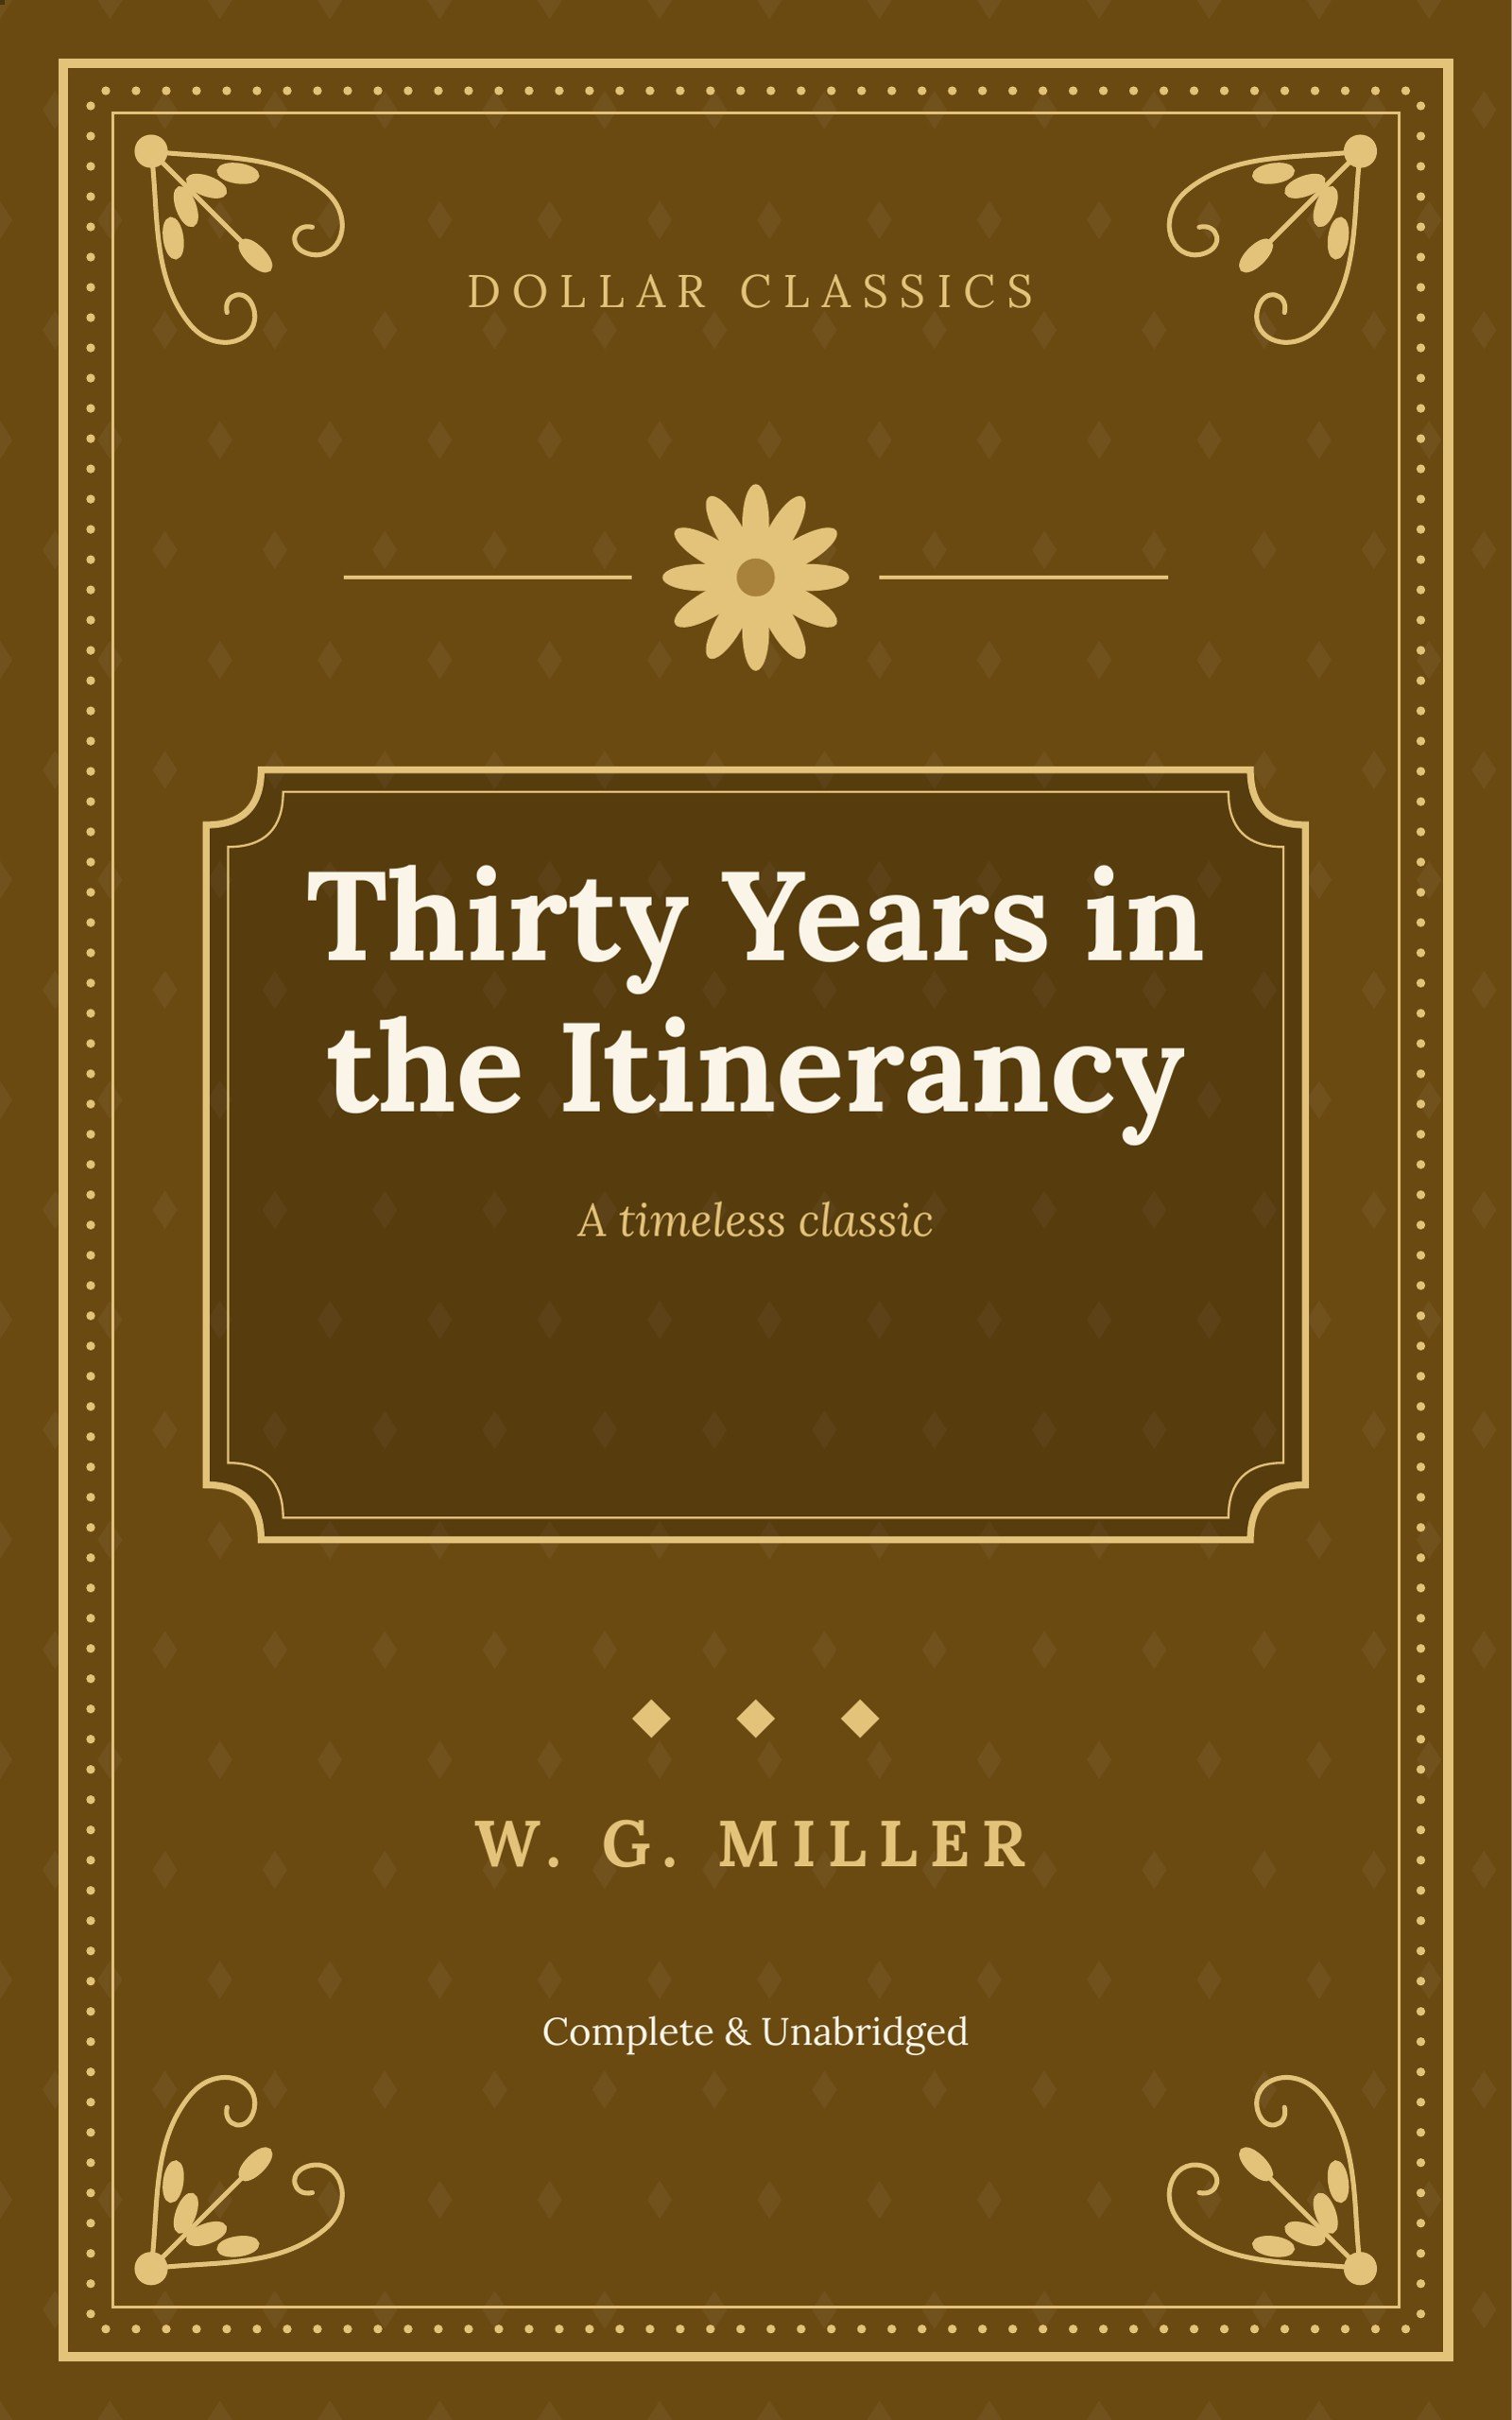 DOLLAR CLASSICS
Thirty Years in
the Itinerancy
A timeless classic
W. G. MILLER
Complete & Unabridged